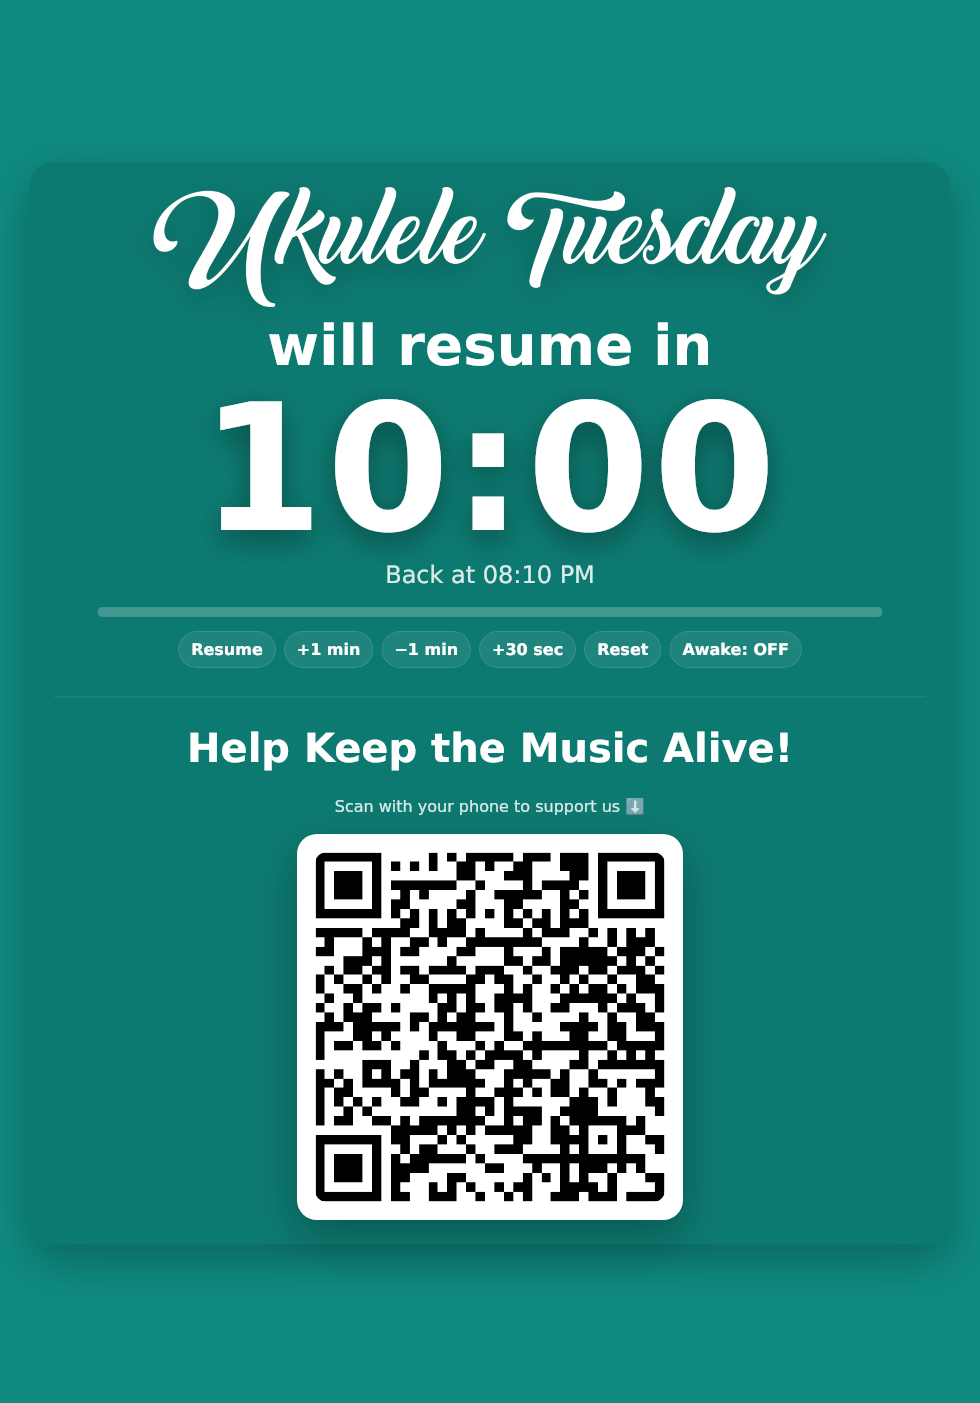 Ukulele Tuesday
will resume in
10:00
Back at 08:10 PM
Resume +1 min −1 min +30 sec Reset Awake: OFF
Help Keep the Music Alive!
Scan with your phone to support us ⬇️